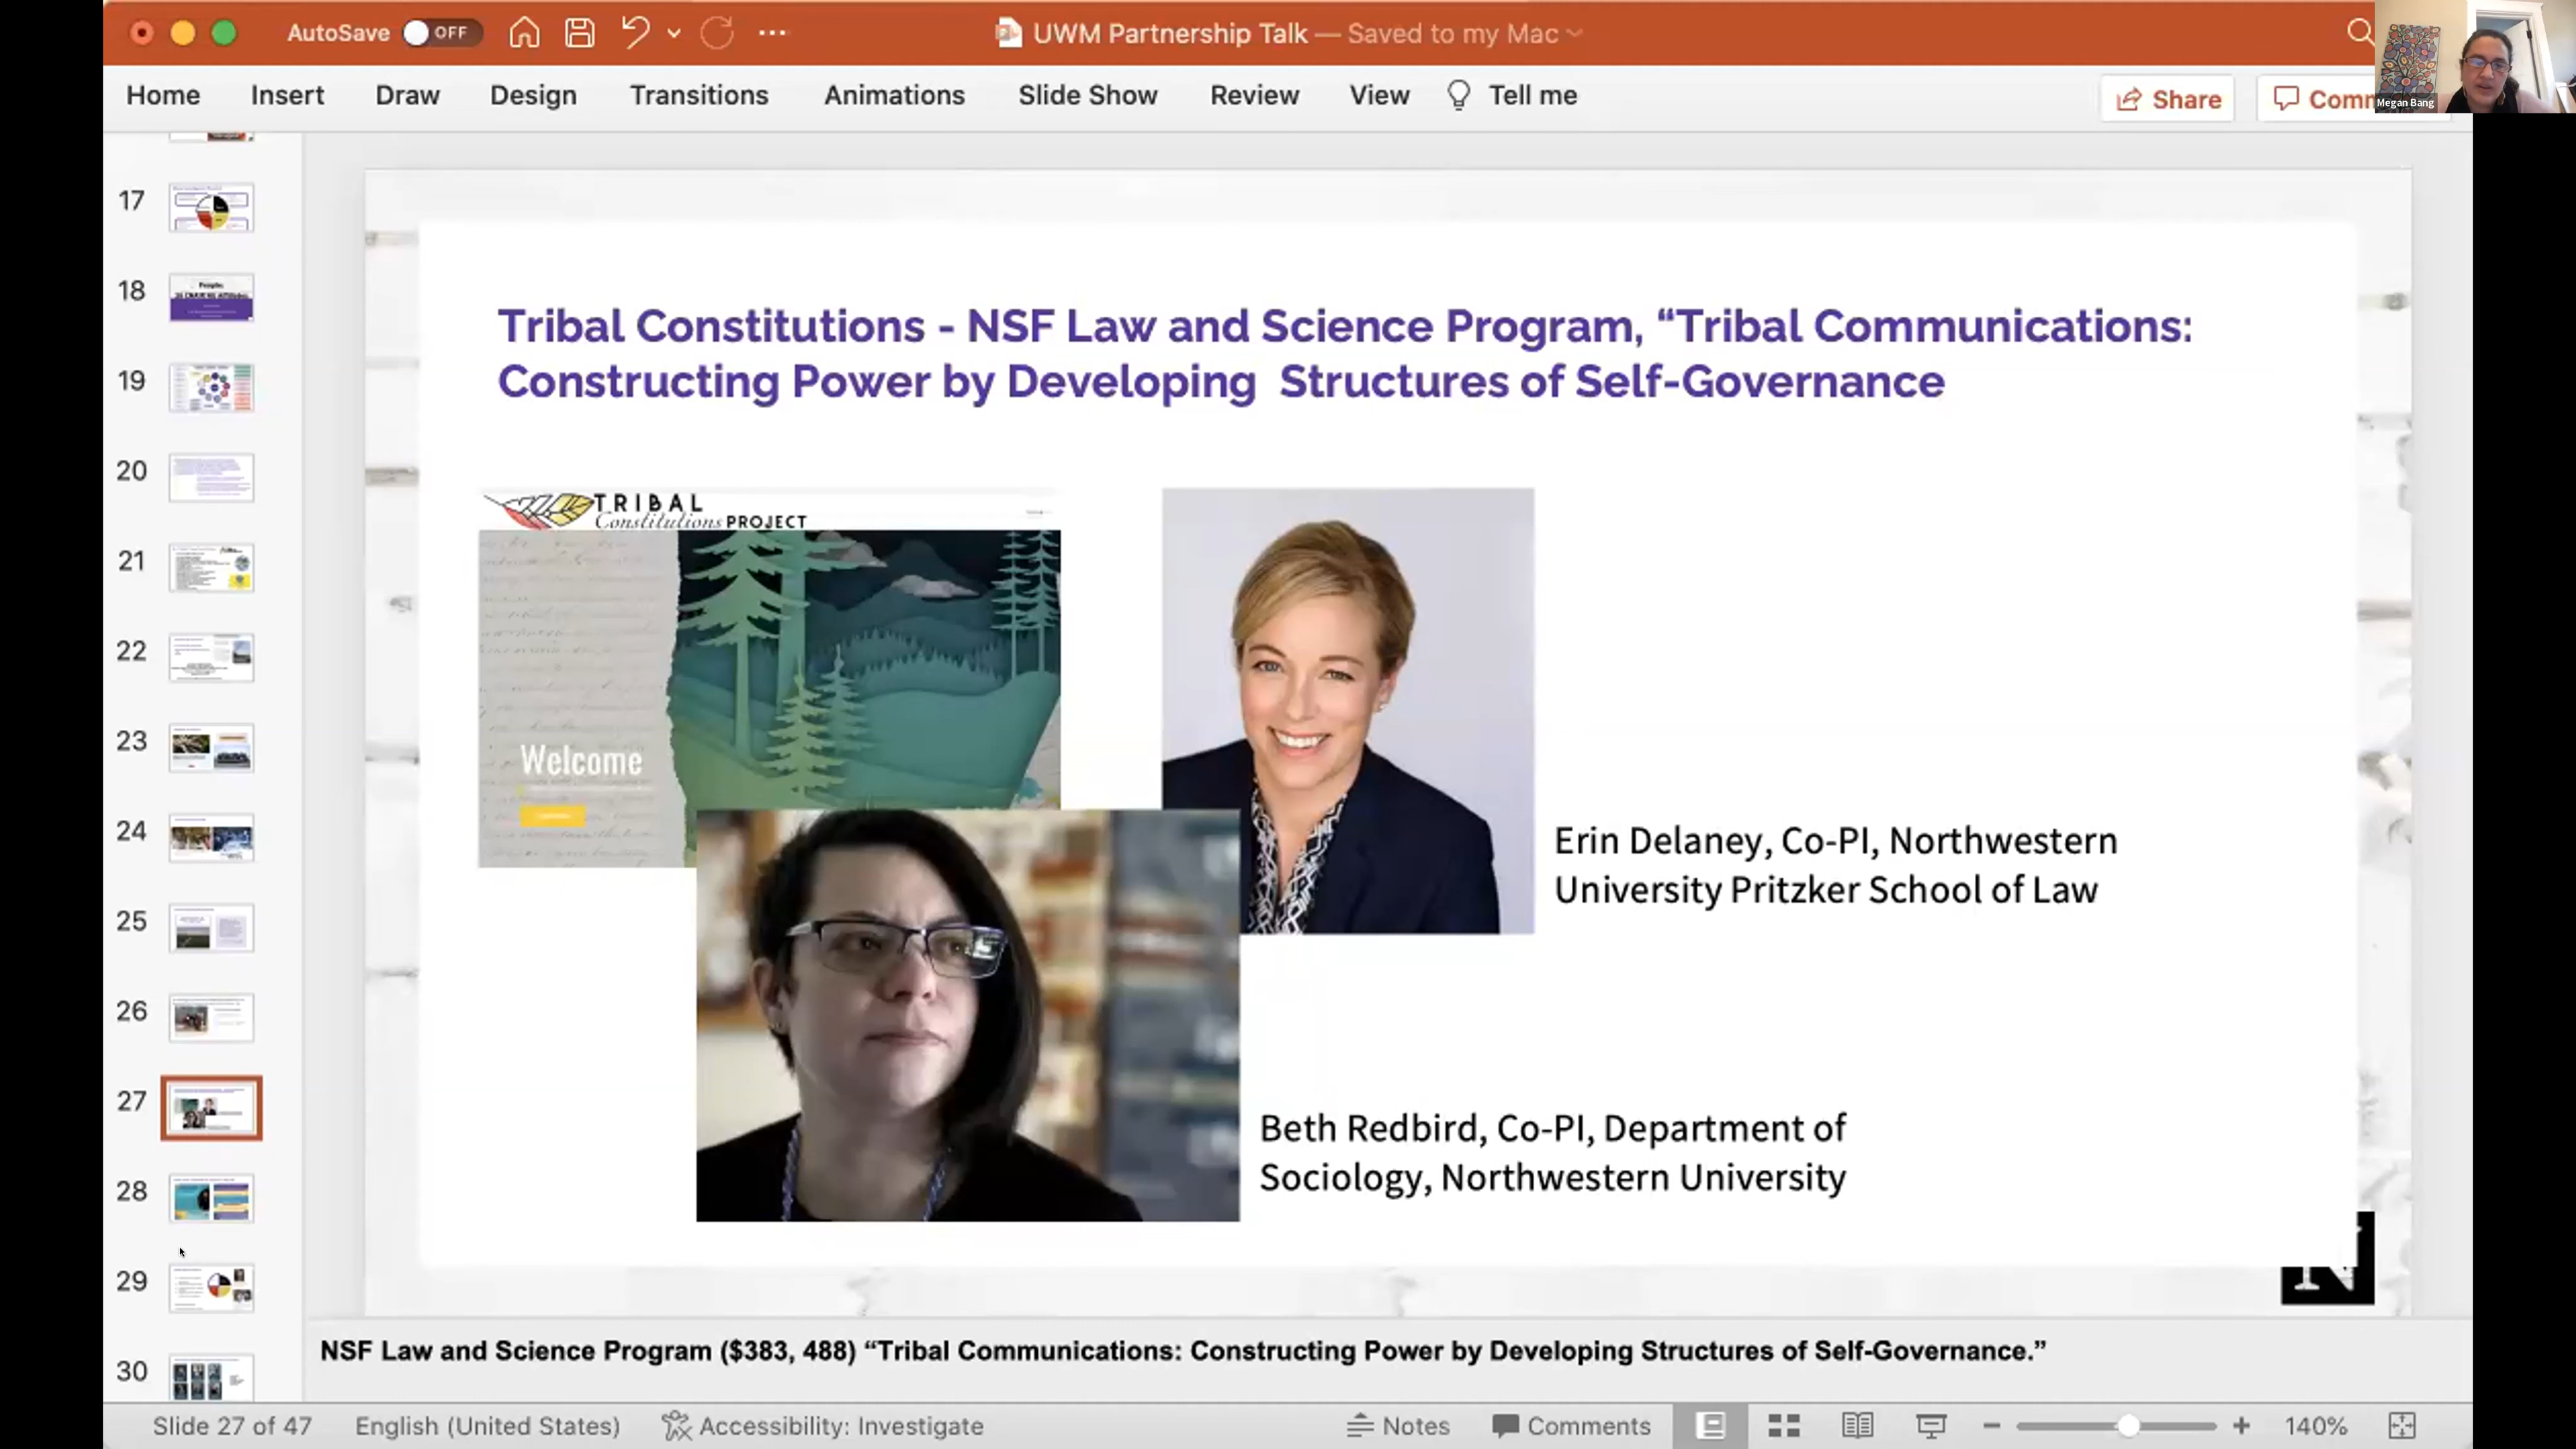 AutoSave OFF
UWM Partnership Talk — Saved to my Mac
Home Insert Draw Design Transitions Animations Slide Show Review View Tell me
Share
Comm
Megan Bang
17
18
19
20
21
22
23
24
25
26
27
28
29
30
Tribal Constitutions - NSF Law and Science Program, “Tribal Communications:
Constructing Power by Developing  Structures of Self-Governance
TRIBAL
Constitutions PROJECT
Welcome
Erin Delaney, Co-PI, Northwestern
University Pritzker School of Law
Beth Redbird, Co-PI, Department of
Sociology, Northwestern University
N
NSF Law and Science Program ($383, 488) “Tribal Communications: Constructing Power by Developing Structures of Self-Governance.”
Slide 27 of 47 English (United States) Accessibility: Investigate Notes Comments 140%